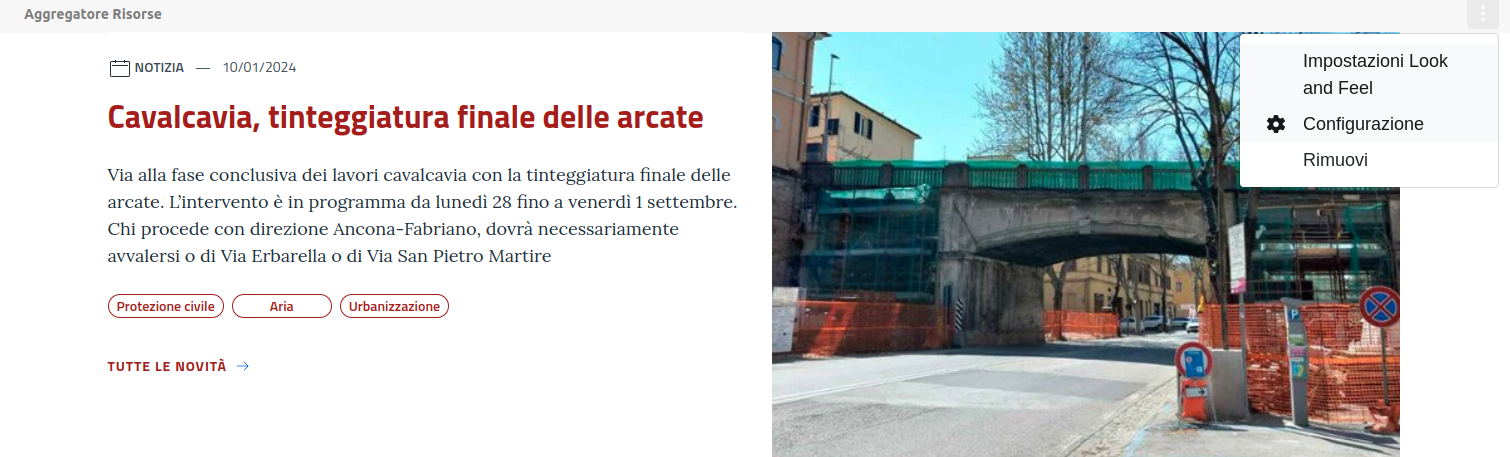 Aggregatore Risorse
NOTIZIA — 10/01/2024
Cavalcavia, tinteggiatura finale delle arcate
Via alla fase conclusiva dei lavori cavalcavia con la tinteggiatura finale delle
arcate. L’intervento è in programma da lunedì 28 fino a venerdì 1 settembre.
Chi procede con direzione Ancona-Fabriano, dovrà necessariamente
avvalersi o di Via Erbarella o di Via San Pietro Martire
Protezione civile
Aria
Urbanizzazione
TUTTE LE NOVITÀ
Impostazioni Look
and Feel
Configurazione
Rimuovi
P